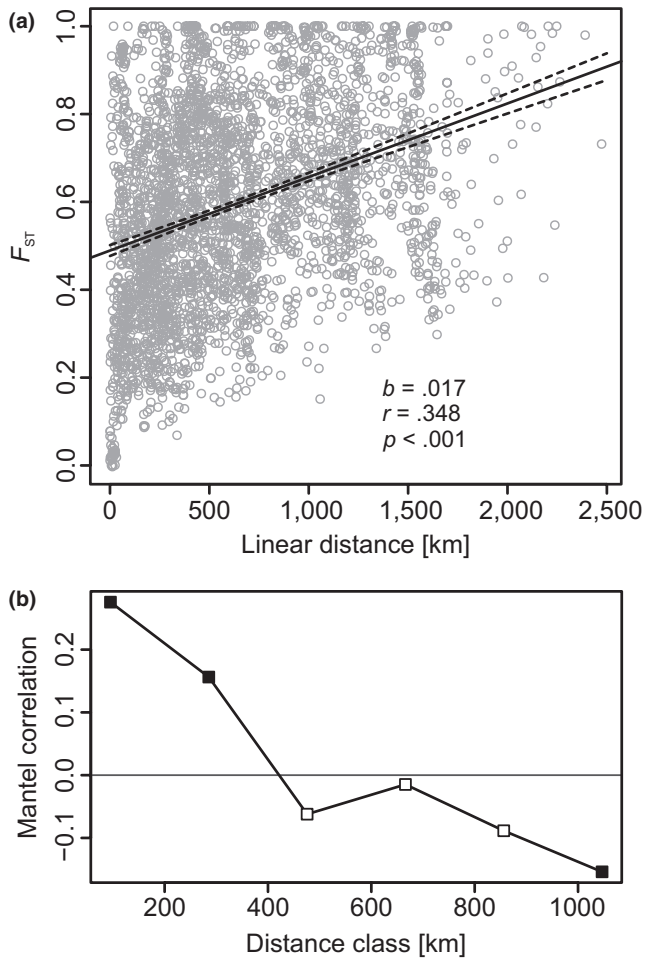 (a)
1.0
0.8
0.6
0.4
0.2
0.0
F_ST
b = .017
r = .348
p < .001
0 500 1,000 1,500 2,000 2,500
Linear distance [km]
(b)
0.2
0.1
0.0
−0.1
Mantel correlation
200 400 600 800 1000
Distance class [km]